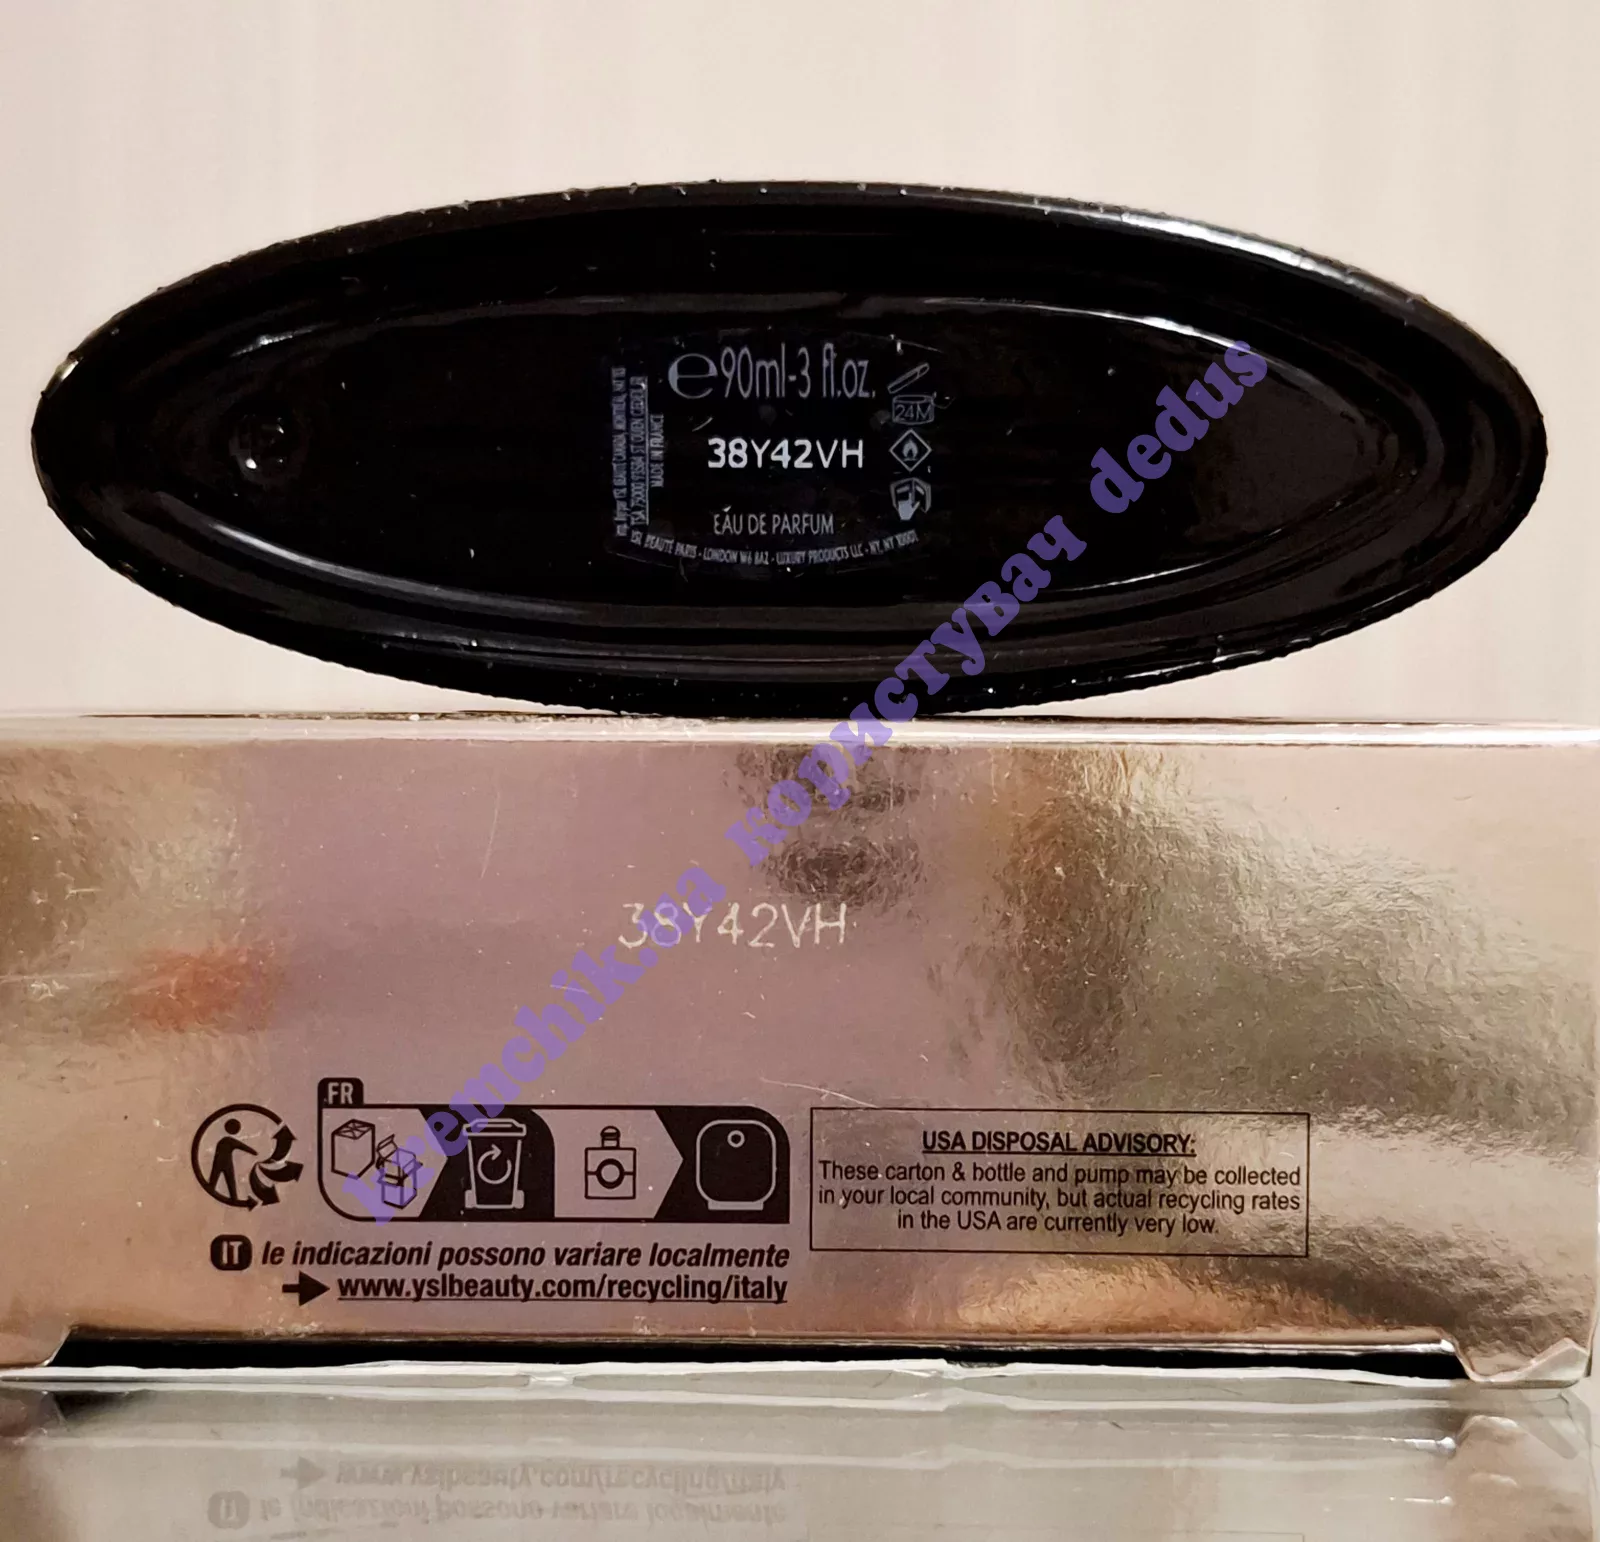 e90ml-3 fl.oz.
24M
38Y42VH
EAU DE PARFUM
YSL BEAUTÉ PARIS - LONDON W6 8AZ - LUXURY PRODUCTS LLC - NY, NY 10001
MADE IN FRANCE
38Y42VH
kremchik.ua користувач dedus
FR
USA DISPOSAL ADVISORY:
These carton & bottle and pump may be collected
in your local community, but actual recycling rates
in the USA are currently very low.
IT le indicazioni possono variare localmente
www.yslbeauty.com/recycling/italy